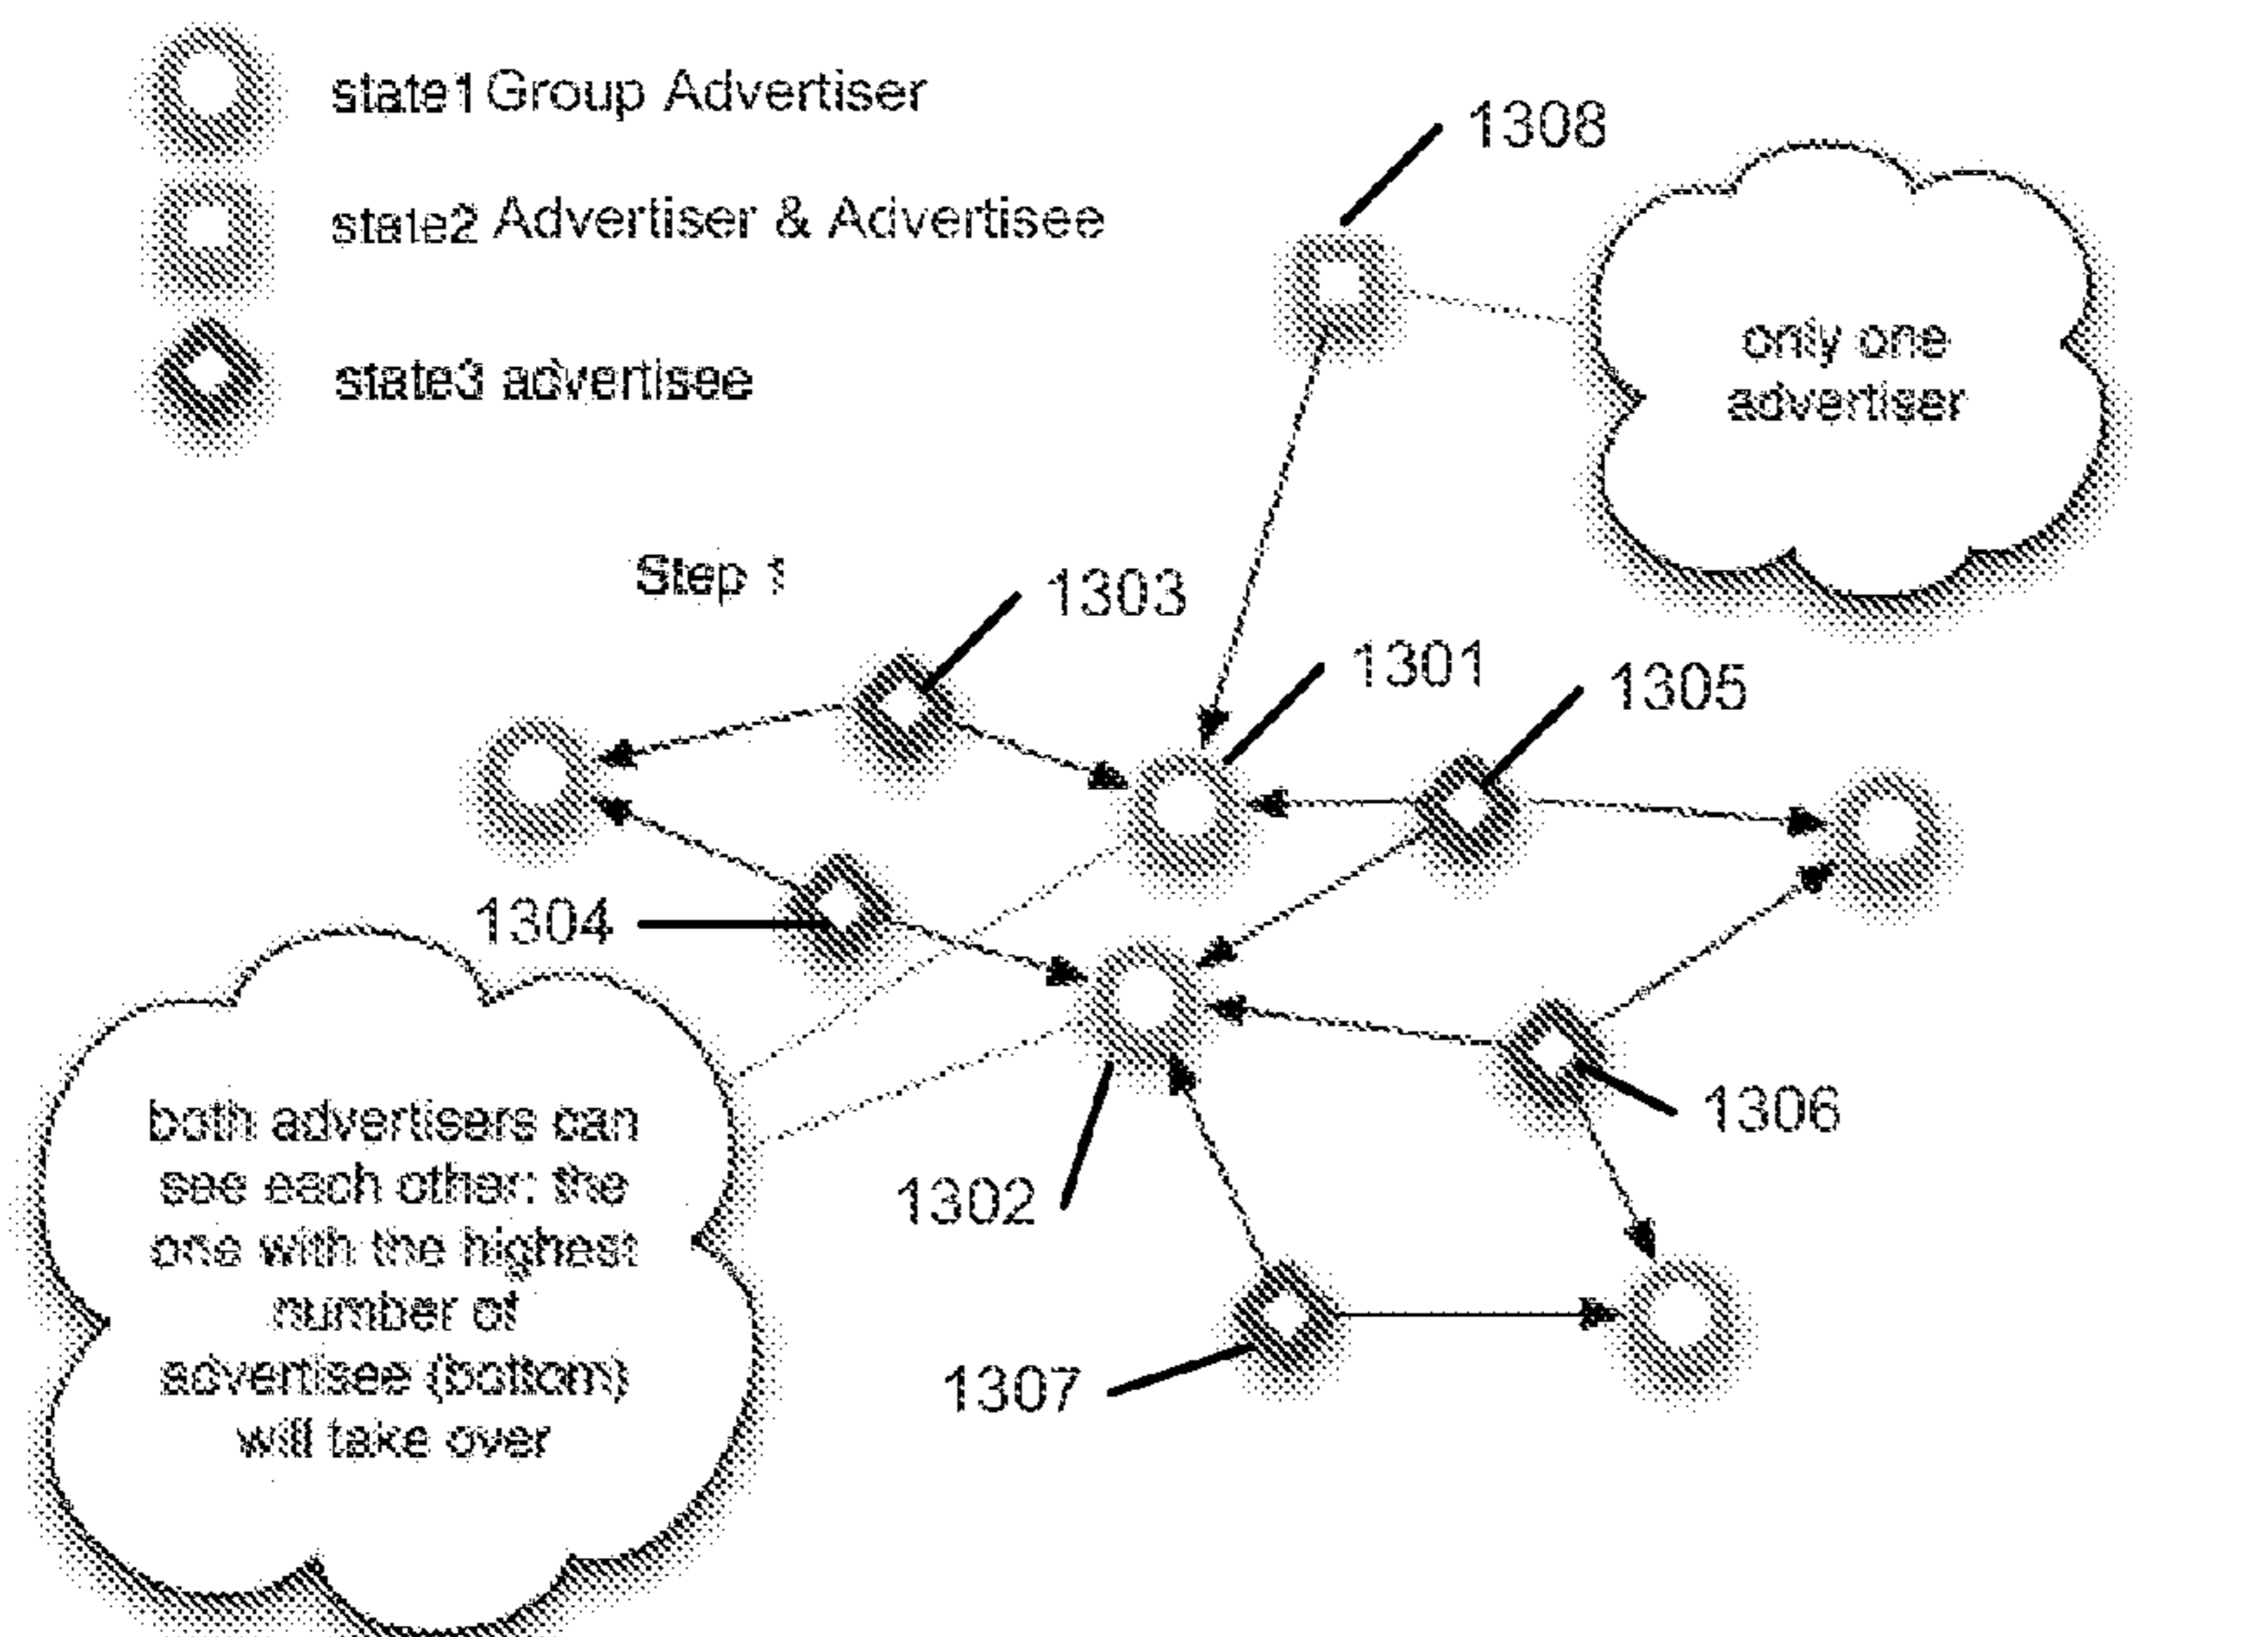 state1 Group Advertiser
state2 Advertiser & Advertisee
state3 advertisee
1308
only one
advertiser
Step 1
1303
1301
1305
1304
1302
1306
1307
both advertisers can
see each other: the
one with the highest
number of
advertisee (bottom)
will take over